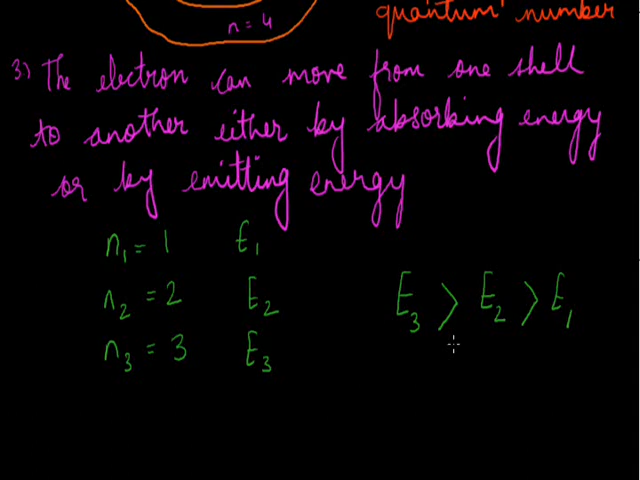 quantum number
n = 4
3) The electron can move from one shell
to another either by absorbing energy
or by emitting energy
n₁ = 1 E₁
n₂ = 2 E₂
E₃ > E₂ > E₁
n₃ = 3 E₃